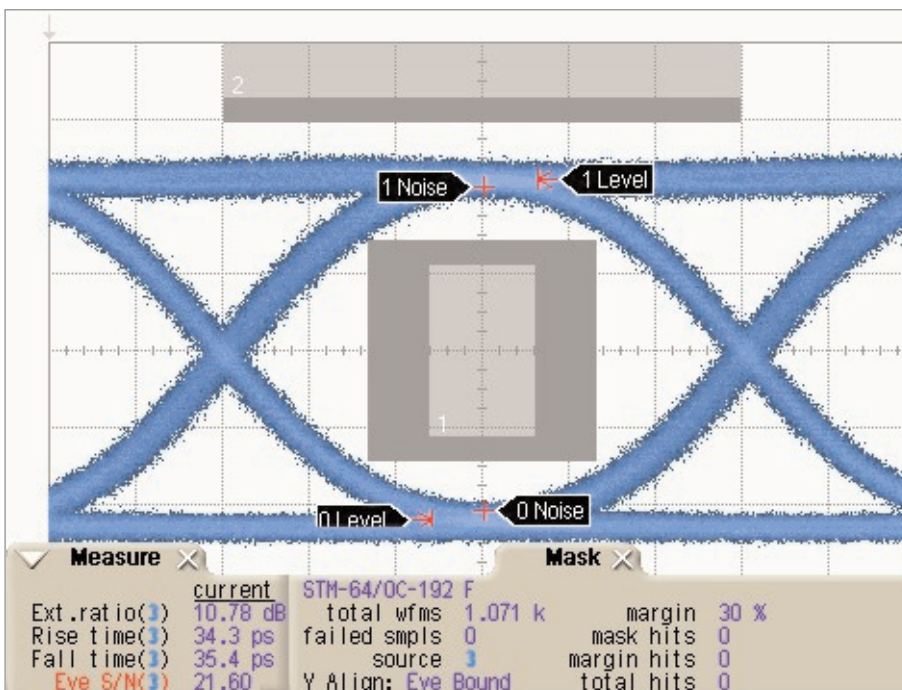 2
1 Noise
1 Level
1
0 Level
0 Noise
Measure
Mask
current
Ext.ratio(3) 10.78 dB
Rise time(3) 34.3 ps
Fall time(3) 35.4 ps
Eye S/N(3) 21.60
STM-64/OC-192 F
total wfms 1.071 k
failed smpls 0
source 3
Y Align: Eye Bound
margin 30 %
mask hits 0
margin hits 0
total hits 0